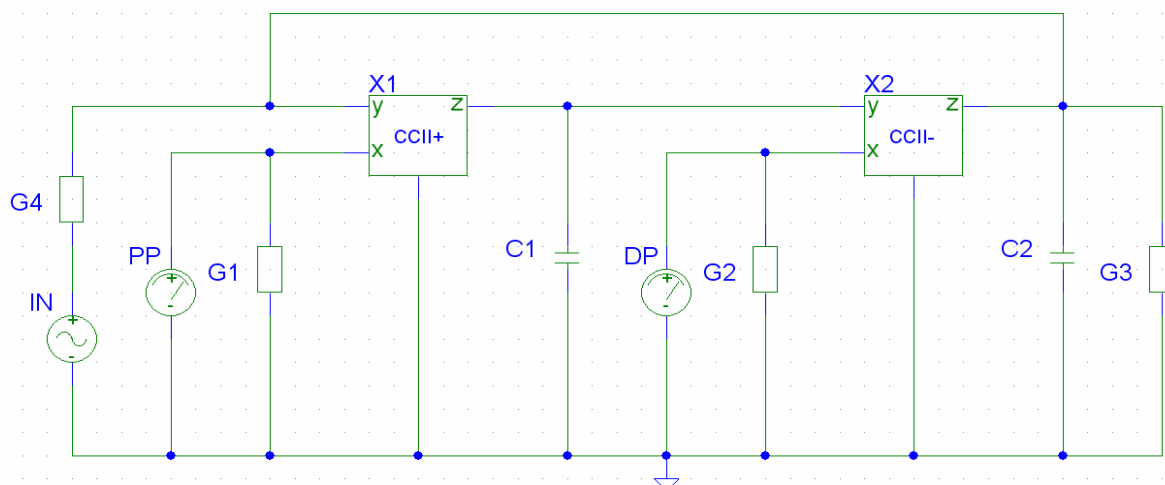 X1
X2
y
z
y
z
CCII+
CCII-
x
x
G4
PP
G1
C1
DP
G2
C2
G3
IN
+
-
+
-
+
-